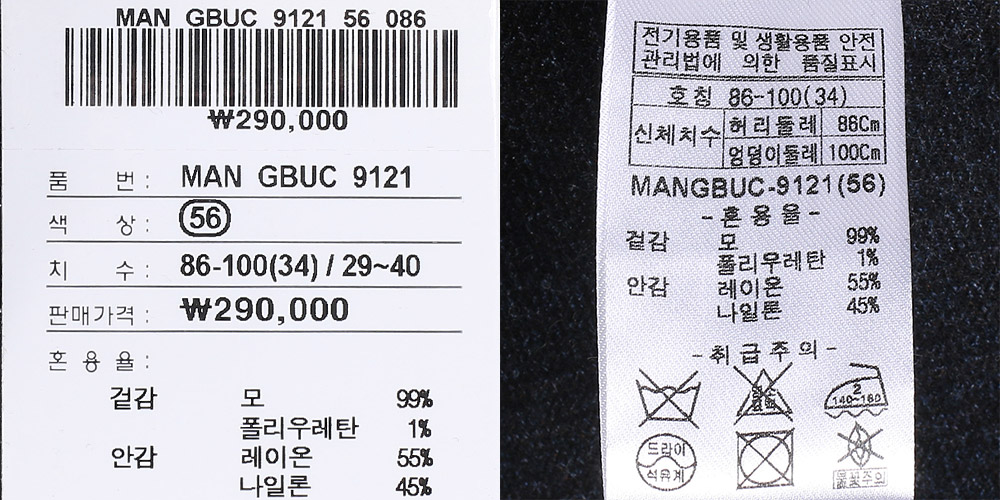 MAN GBUC 9121 56 086
₩290,000
품 번 : MAN GBUC 9121
색 상 : 56
치 수 : 86-100(34) / 29~40
판매가격 : ₩290,000
혼 용 율 :
겉감 모 99%
폴리우레탄 1%
안감 레이온 55%
나일론 45%
전기용품 및 생활용품 안전
관리법에 의한 품질표시
호칭 86-100(34)
신체치수 허리둘레 86Cm
엉덩이둘레 100Cm
MANGBUC-9121(56)
- 혼용율 -
겉감 모 99%
폴리우레탄 1%
안감 레이온 55%
나일론 45%
- 취급주의 -
2
140~160
드라이
석유계